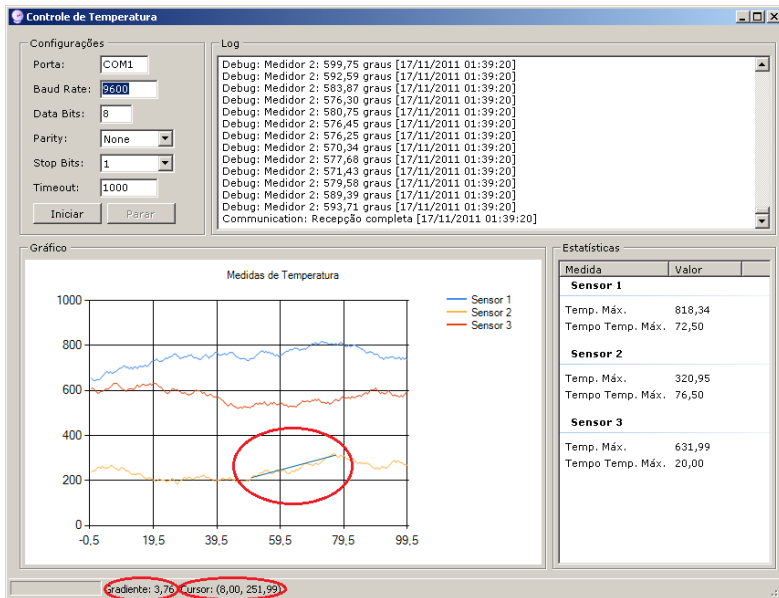 Controle de Temperatura
Configurações
Porta: COM1
Baud Rate: 9600
Data Bits: 8
Parity: None
Stop Bits: 1
Timeout: 1000
Iniciar Parar
Log
Debug: Medidor 2: 599,75 graus [17/11/2011 01:39:20]
Debug: Medidor 2: 592,59 graus [17/11/2011 01:39:20]
Debug: Medidor 2: 583,87 graus [17/11/2011 01:39:20]
Debug: Medidor 2: 576,30 graus [17/11/2011 01:39:20]
Debug: Medidor 2: 580,75 graus [17/11/2011 01:39:20]
Debug: Medidor 2: 576,45 graus [17/11/2011 01:39:20]
Debug: Medidor 2: 576,25 graus [17/11/2011 01:39:20]
Debug: Medidor 2: 570,34 graus [17/11/2011 01:39:20]
Debug: Medidor 2: 577,68 graus [17/11/2011 01:39:20]
Debug: Medidor 2: 571,43 graus [17/11/2011 01:39:20]
Debug: Medidor 2: 579,58 graus [17/11/2011 01:39:20]
Debug: Medidor 2: 589,39 graus [17/11/2011 01:39:20]
Debug: Medidor 2: 593,71 graus [17/11/2011 01:39:20]
Communication: Recepção completa [17/11/2011 01:39:20]
Gráfico
Medidas de Temperatura
1000
800
600
400
200
0
-0,5 19,5 39,5 59,5 79,5 99,5
Sensor 1
Sensor 2
Sensor 3
Estatísticas
Medida Valor
Sensor 1
Temp. Máx. 818,34
Tempo Temp. Máx. 72,50
Sensor 2
Temp. Máx. 320,95
Tempo Temp. Máx. 76,50
Sensor 3
Temp. Máx. 631,99
Tempo Temp. Máx. 20,00
Gradiente: 3,76 Cursor: (8,00, 251,99)